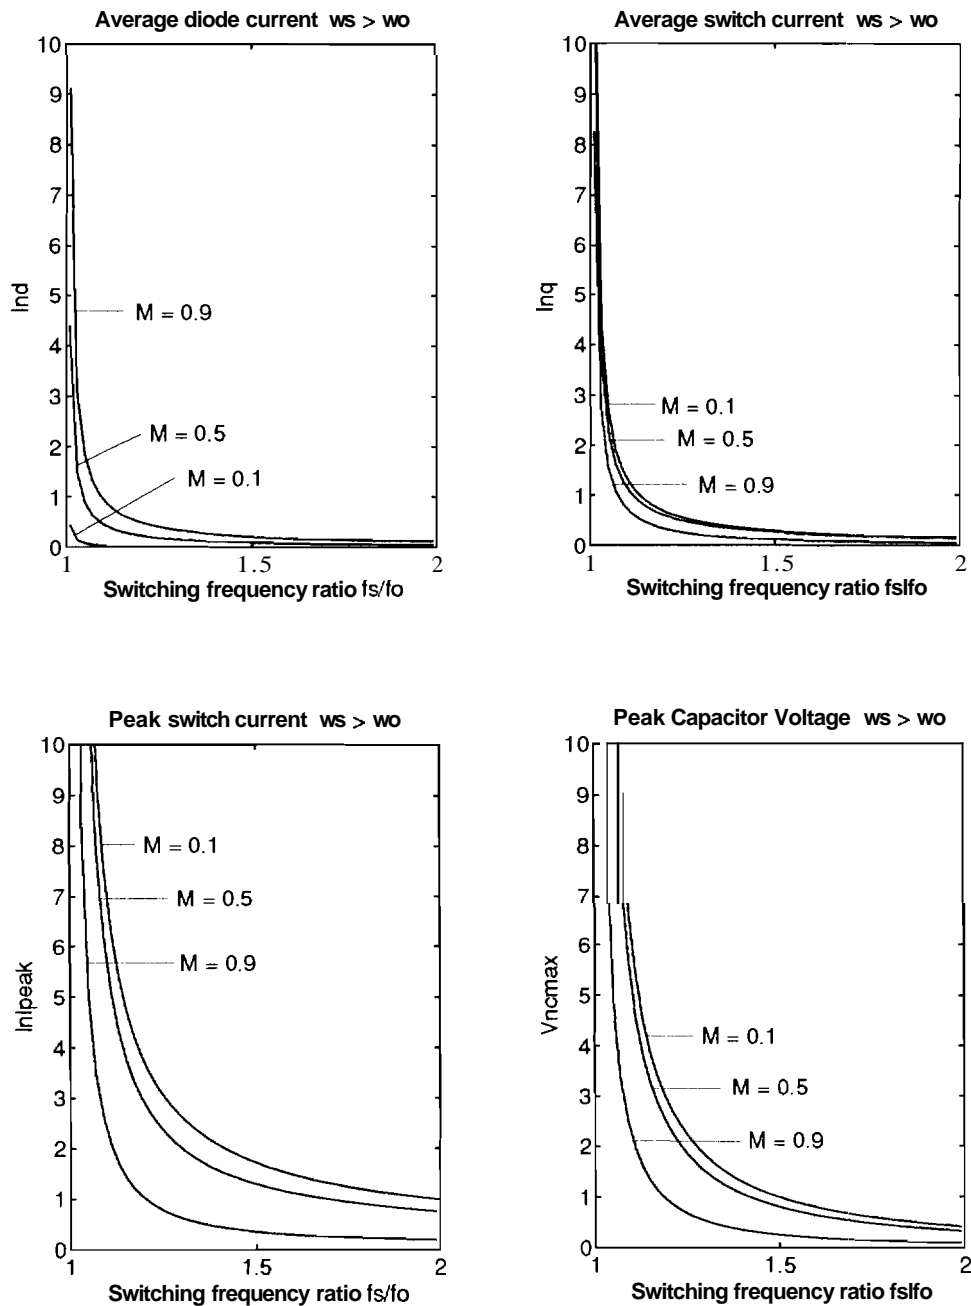 Average diode current ws > wo
10
9
8
7
6
5
4
3
2
1
0
Ind
M = 0.9
M = 0.5
M = 0.1
1
1.5
2
Switching frequency ratio fs/fo
Average switch current ws > wo
10
9
8
7
6
5
4
3
2
1
0
Inq
M = 0.1
M = 0.5
M = 0.9
1
1.5
2
Switching frequency ratio fslfo
Peak switch current ws > wo
10
9
8
7
6
5
4
3
2
1
0
Inlpeak
M = 0.1
M = 0.5
M = 0.9
1
1.5
2
Switching frequency ratio fs/fo
Peak Capacitor Voltage ws > wo
10
9
8
7
6
5
4
3
2
1
0
Vncmax
M = 0.1
M = 0.5
M = 0.9
1
1.5
2
Switching frequency ratio fslfo